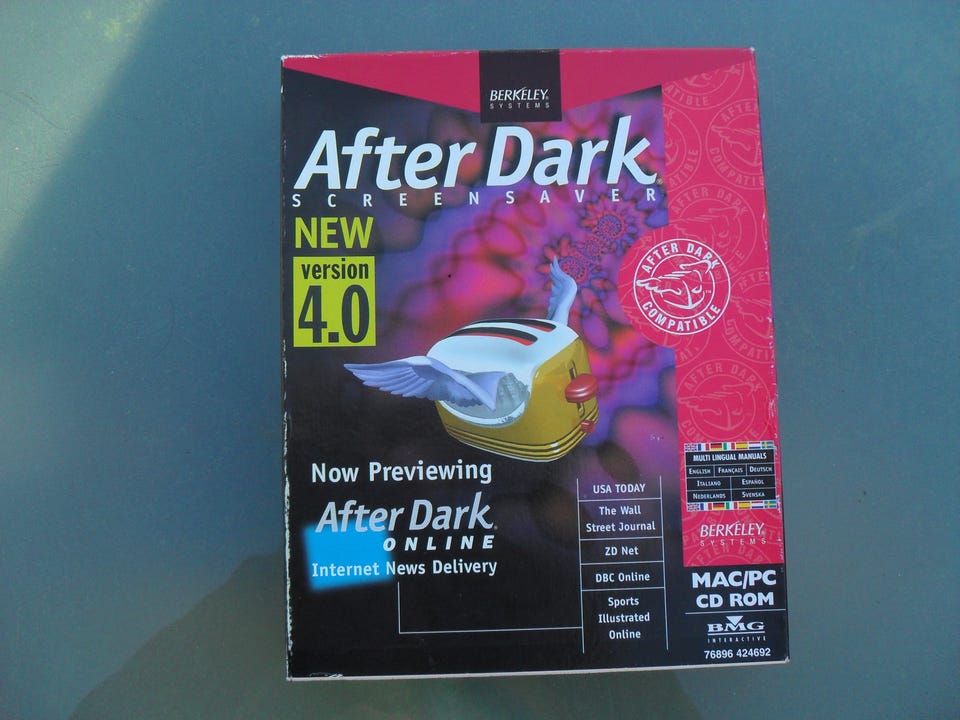 BERKELEY
SYSTEMS
After Dark
SCREENSAVER
NEW
version
4.0
AFTER DARK
COMPATIBLE
Now Previewing
After Dark
ONLINE
Internet News Delivery
USA TODAY
The Wall
Street Journal
ZD Net
DBC Online
Sports
Illustrated
Online
MULTI LINGUAL MANUALS
ENGLISH FRANÇAIS DEUTSCH
ITALIANO ESPAÑOL
NEDERLANDS SVENSKA
BERKELEY
SYSTEMS
MAC/PC
CD ROM
BMG
INTERACTIVE
76896 424692